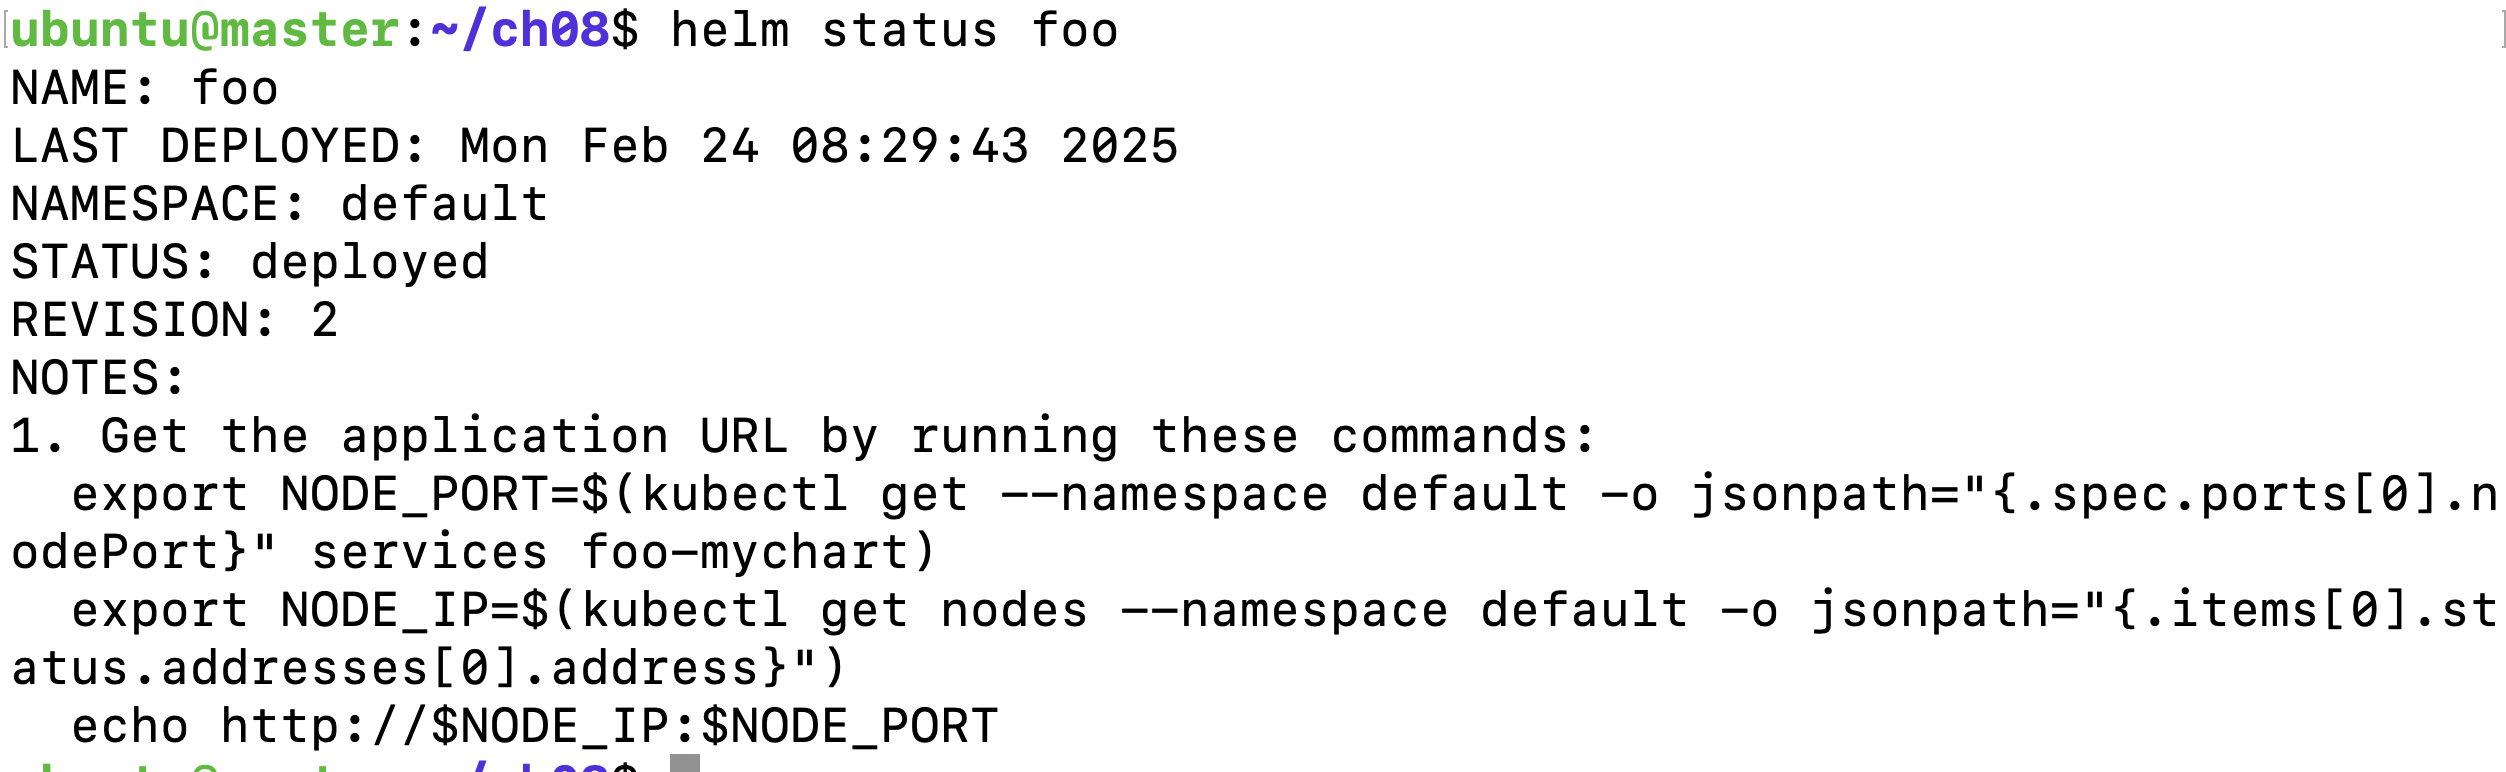 ubuntu@master:~/ch08$ helm status foo
NAME: foo
LAST DEPLOYED: Mon Feb 24 08:29:43 2025
NAMESPACE: default
STATUS: deployed
REVISION: 2
NOTES:
1. Get the application URL by running these commands:
  export NODE_PORT=$(kubectl get --namespace default -o jsonpath="{.spec.ports[0].n
odePort}" services foo-mychart)
  export NODE_IP=$(kubectl get nodes --namespace default -o jsonpath="{.items[0].st
atus.addresses[0].address}")
  echo http://$NODE_IP:$NODE_PORT